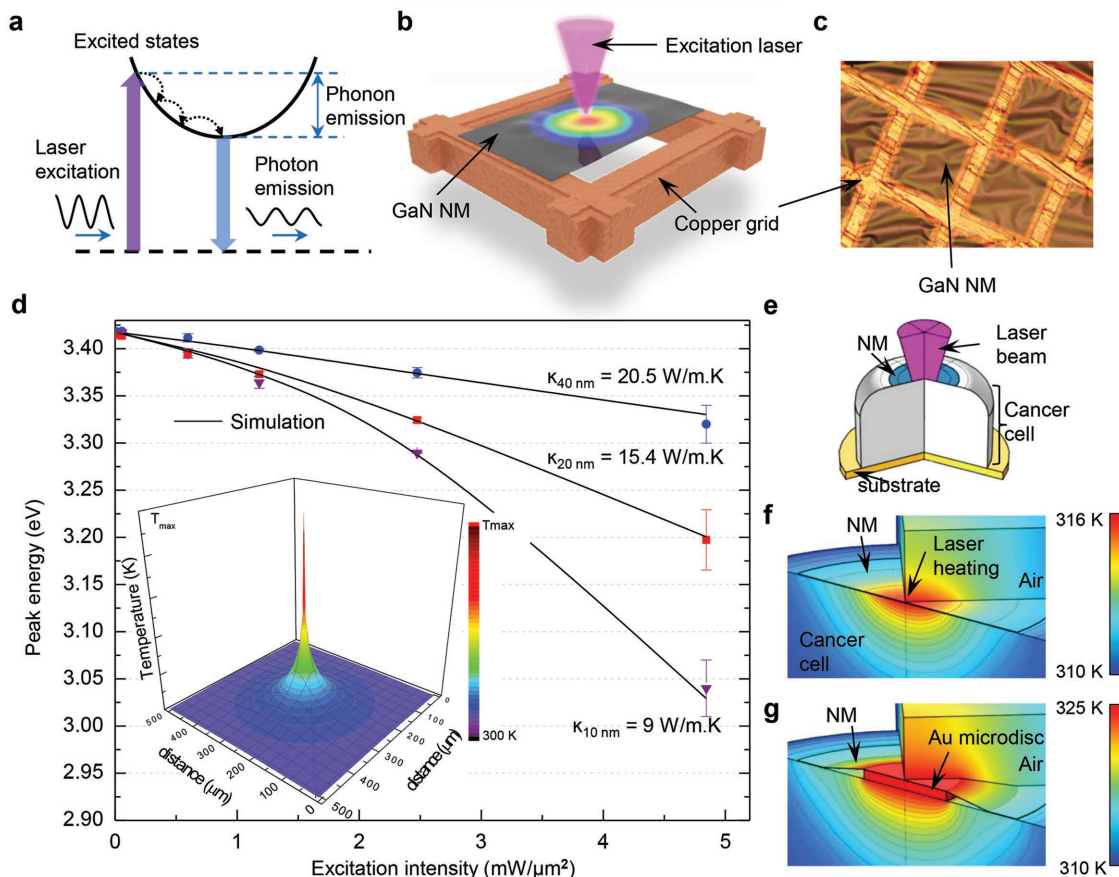 a
Excited states
Phonon
emission
Laser
excitation
Photon
emission
b
Excitation laser
GaN NM
Copper grid
c
GaN NM
d
3.40
3.35
3.30
3.25
3.20
3.15
3.10
3.05
3.00
2.95
2.90
Peak energy (eV)
0
1
2
3
4
5
Excitation intensity (mW/µm²)
Simulation
κ40 nm = 20.5 W/m.K
κ20 nm = 15.4 W/m.K
κ10 nm = 9 W/m.K
Tmax
Temperature (K)
500
400
300
200
100
0
distance (µm)
0
100
200
300
400
500
distance (µm)
Tmax
300 K
e
NM
Laser
beam
Cancer
cell
substrate
f
NM
Laser
heating
Air
Cancer
cell
316 K
310 K
g
NM
Au microdisc
Air
325 K
310 K